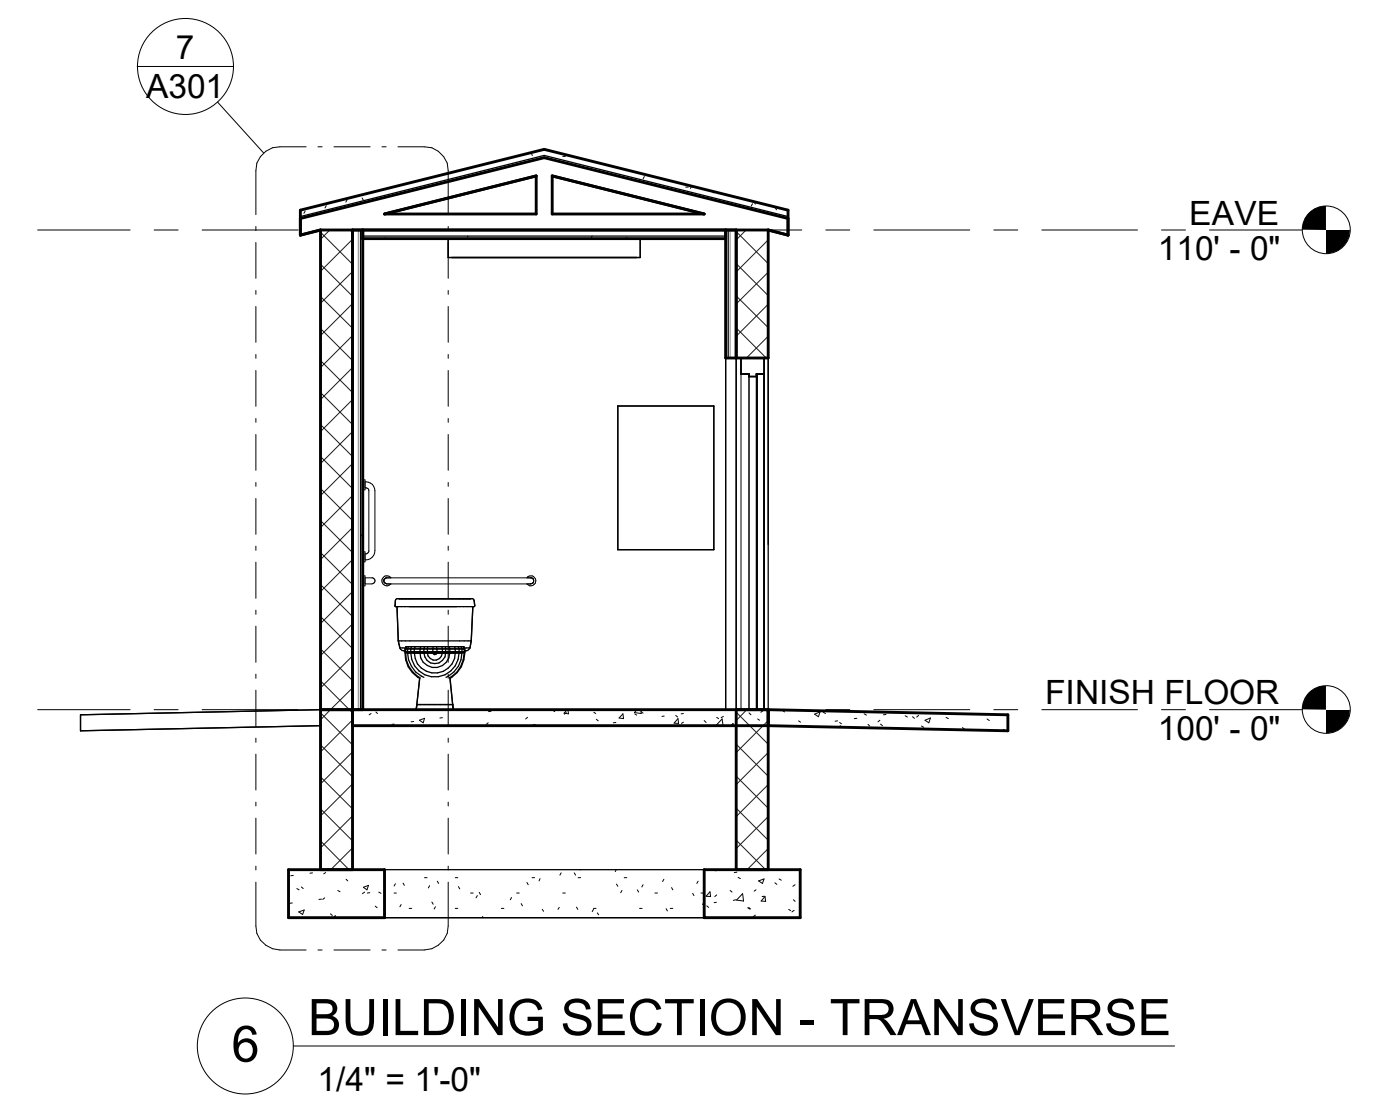 7
A301
EAVE
110' - 0"
FINISH FLOOR
100' - 0"
6
BUILDING SECTION - TRANSVERSE
1/4" = 1'-0"